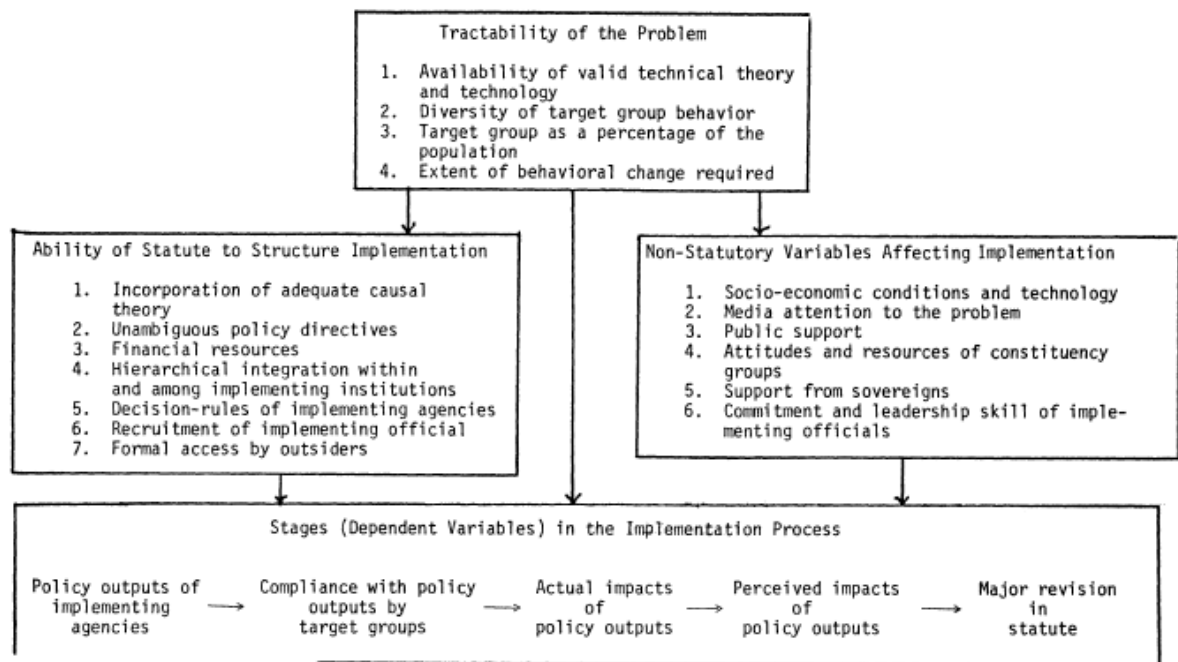 Tractability of the Problem
1. Availability of valid technical theory
and technology
2. Diversity of target group behavior
3. Target group as a percentage of the
population
4. Extent of behavioral change required
Ability of Statute to Structure Implementation
1. Incorporation of adequate causal
theory
2. Unambiguous policy directives
3. Financial resources
4. Hierarchical integration within
and among implementing institutions
5. Decision-rules of implementing agencies
6. Recruitment of implementing official
7. Formal access by outsiders
Non-Statutory Variables Affecting Implementation
1. Socio-economic conditions and technology
2. Media attention to the problem
3. Public support
4. Attitudes and resources of constituency
groups
5. Support from sovereigns
6. Commitment and leadership skill of imple-
menting officials
Stages (Dependent Variables) in the Implementation Process
Policy outputs of
implementing
agencies
Compliance with policy
outputs by
target groups
Actual impacts
of
policy outputs
Perceived impacts
of
policy outputs
Major revision
in
statute